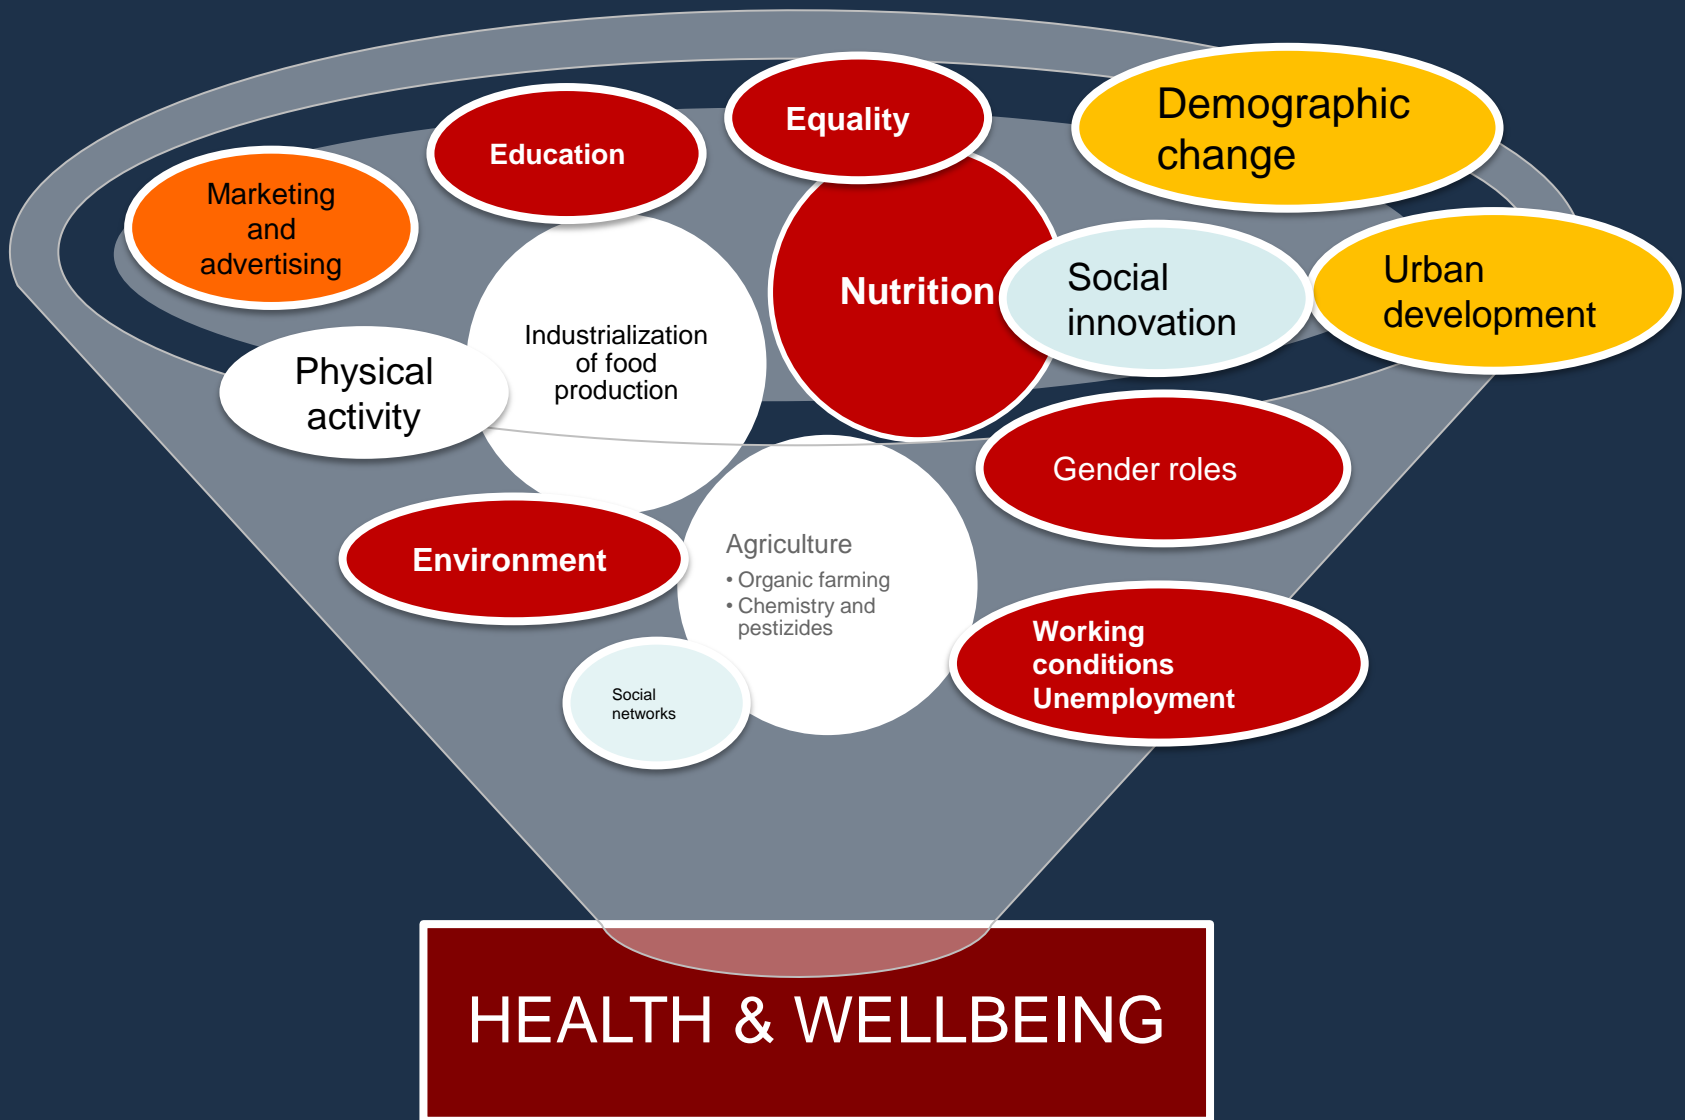 Equality
Demographic
change
Education
Marketing
and
advertising
Nutrition
Social
innovation
Urban
development
Industrialization
of food
production
Physical
activity
Gender roles
Environment
Agriculture
• Organic farming
• Chemistry and
pestizides
Working
conditions
Unemployment
Social
networks
HEALTH & WELLBEING